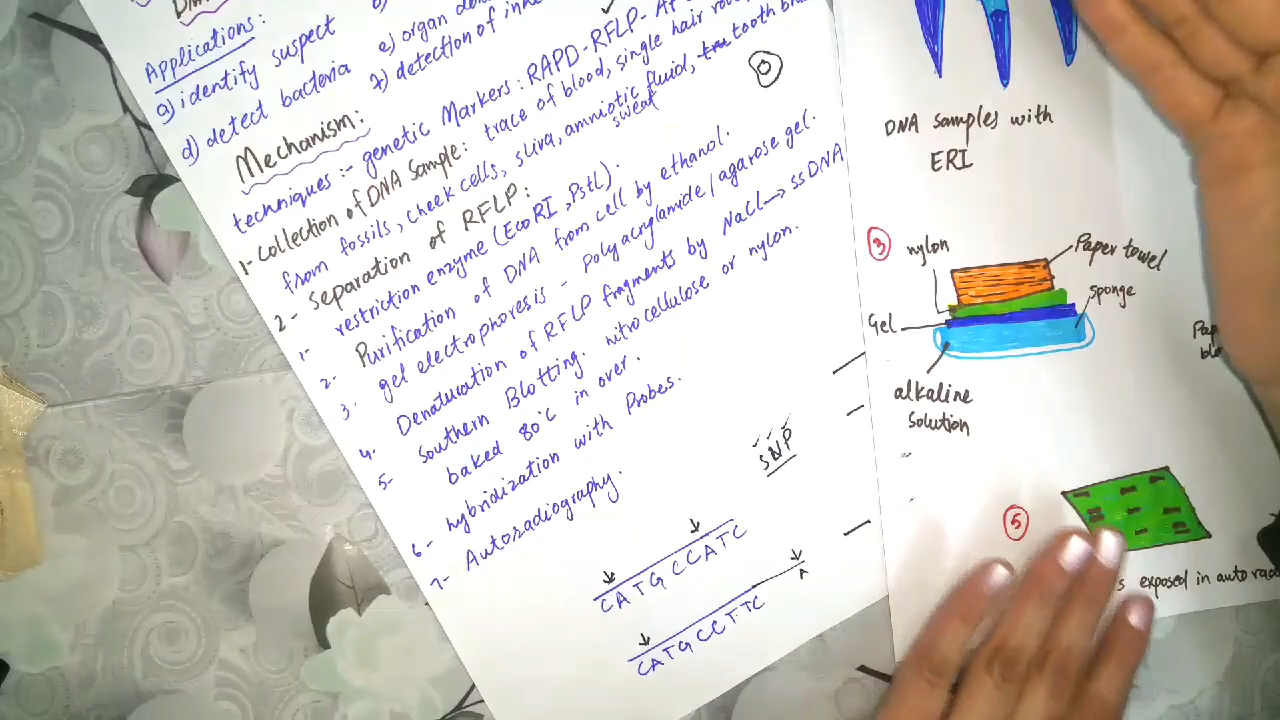 Applications:
a) identify suspect
b)
d) detect bacteria
e) organ
7) detection of
Mechanism:
techniques :- genetic Markers: RAPD-RFLP-
1- Collection of DNA Sample: trace of blood, single hair
from fossils, cheek cells, sliva, amniotic fluid, tooth
sweat
2- separation of RFLP:
1- restriction enzyme (EcoRI, PstI).
2- Purification of DNA from cell by ethanol.
3- gel electrophoresis - polyacrylamide/agarose gel.
4- Denaturation of RFLP fragments by NaCl → ssDNA
5- Southern Blotting. nitrocellulose or nylon.
baked 80°C in over.
6- hybridization with Probes.
7- Autoradiography.
SNP
CATGCCATC
CATGCCTTC
A
DNA samples with
ERI
3
nylon
Paper towel
sponge
Gel
alkaline
Solution
5
exposed in auto